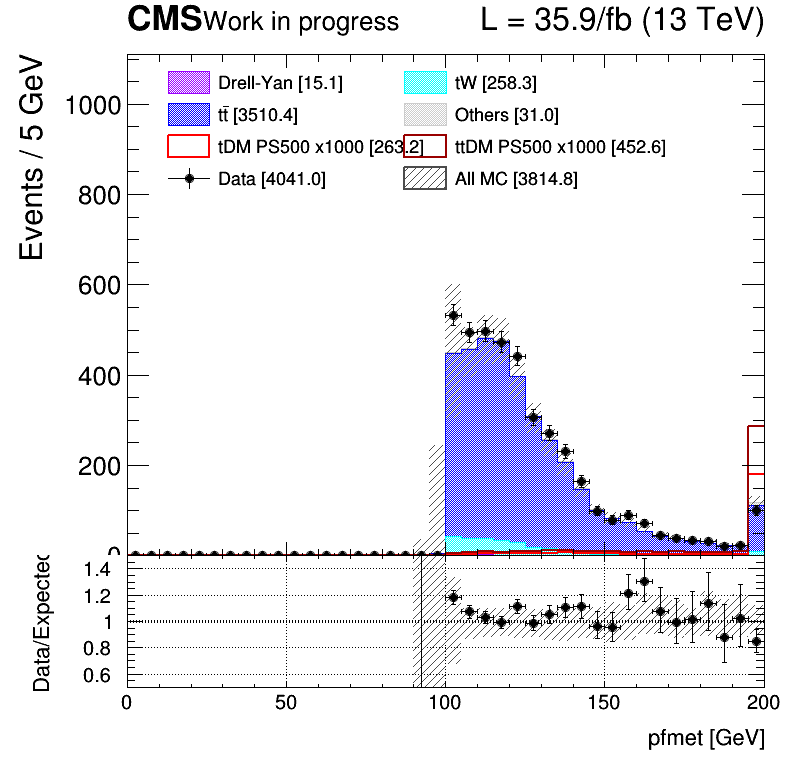 CMS Work in progress L = 35.9/fb (13 TeV)
Events / 5 GeV
1000
800
600
400
200
0
Drell-Yan [15.1] tW [258.3]
tt̄ [3510.4] Others [31.0]
tDM PS500 x1000 [263.2] ttDM PS500 x1000 [452.6]
Data [4041.0] All MC [3814.8]
Data/Expected
1.4
1.2
1
0.8
0.6
0 50 100 150 200
pfmet [GeV]